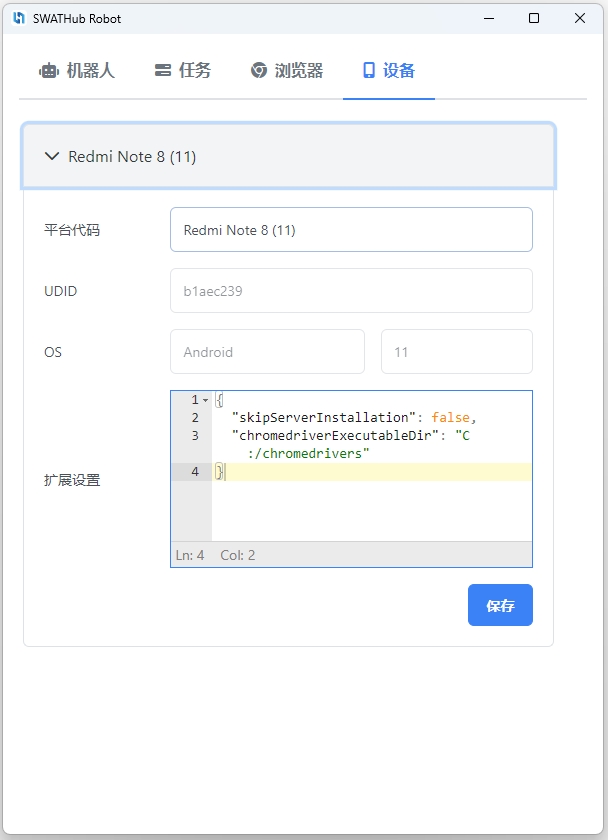 SWATHub Robot
机器人 任务 浏览器 设备
Redmi Note 8 (11)
平台代码 Redmi Note 8 (11)
UDID b1aec239
OS Android 11
扩展设置
1 {
2 "skipServerInstallation": false,
3 "chromedriverExecutableDir": "C
:/chromedrivers"
4 }
Ln: 4 Col: 2
保存